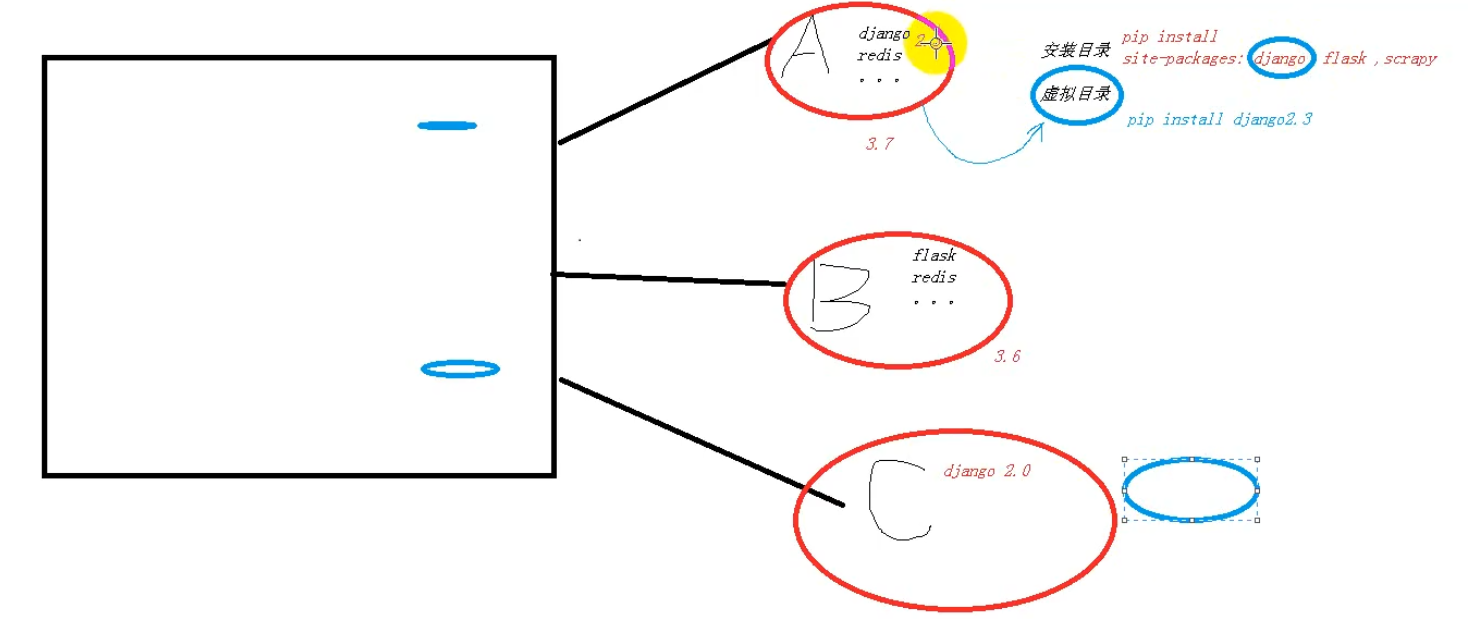 A
django 2.
redis
。。。
3.7
安装目录
pip install
site-packages: django flask ,scrapy
虚拟目录
pip install django2.3
B
flask
redis
。。。
3.6
C
django 2.0